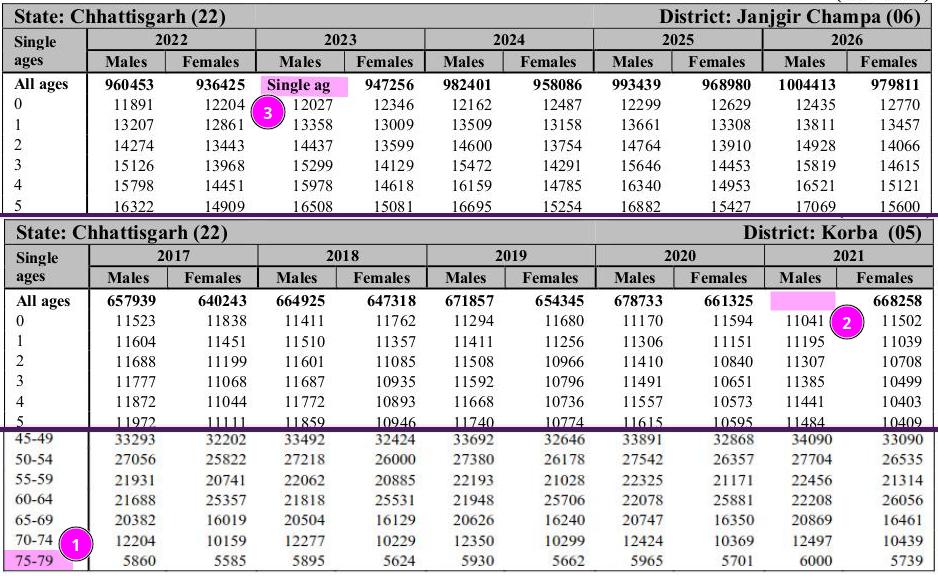 State: Chhattisgarh (22) District: Janjgir Champa (06)
Single ages 2022 2023 2024 2025 2026
Males Females Males Females Males Females Males Females Males Females
All ages 960453 936425 Single ag 947256 982401 958086 993439 968980 1004413 979811
0 11891 12204 12027 12346 12162 12487 12299 12629 12435 12770
3
1 13207 12861 13358 13009 13509 13158 13661 13308 13811 13457
2 14274 13443 14437 13599 14600 13754 14764 13910 14928 14066
3 15126 13968 15299 14129 15472 14291 15646 14453 15819 14615
4 15798 14451 15978 14618 16159 14785 16340 14953 16521 15121
5 16322 14909 16508 15081 16695 15254 16882 15427 17069 15600
State: Chhattisgarh (22) District: Korba (05)
Single ages 2017 2018 2019 2020 2021
Males Females Males Females Males Females Males Females Males Females
All ages 657939 640243 664925 647318 671857 654345 678733 661325 668258
0 11523 11838 11411 11762 11294 11680 11170 11594 11041 11502
2
1 11604 11451 11510 11357 11411 11256 11306 11151 11195 11039
2 11688 11199 11601 11085 11508 10966 11410 10840 11307 10708
3 11777 11068 11687 10935 11592 10796 11491 10651 11385 10499
4 11872 11044 11772 10893 11668 10736 11557 10573 11441 10403
5 11972 11111 11859 10946 11740 10774 11615 10595 11484 10409
45-49 33293 32202 33492 32424 33692 32646 33891 32868 34090 33090
50-54 27056 25822 27218 26000 27380 26178 27542 26357 27704 26535
55-59 21931 20741 22062 20885 22193 21028 22325 21171 22456 21314
60-64 21688 25357 21818 25531 21948 25706 22078 25881 22208 26056
65-69 20382 16019 20504 16129 20626 16240 20747 16350 20869 16461
70-74 12204 10159 12277 10229 12350 10299 12424 10369 12497 10439
1
75-79 5860 5585 5895 5624 5930 5662 5965 5701 6000 5739